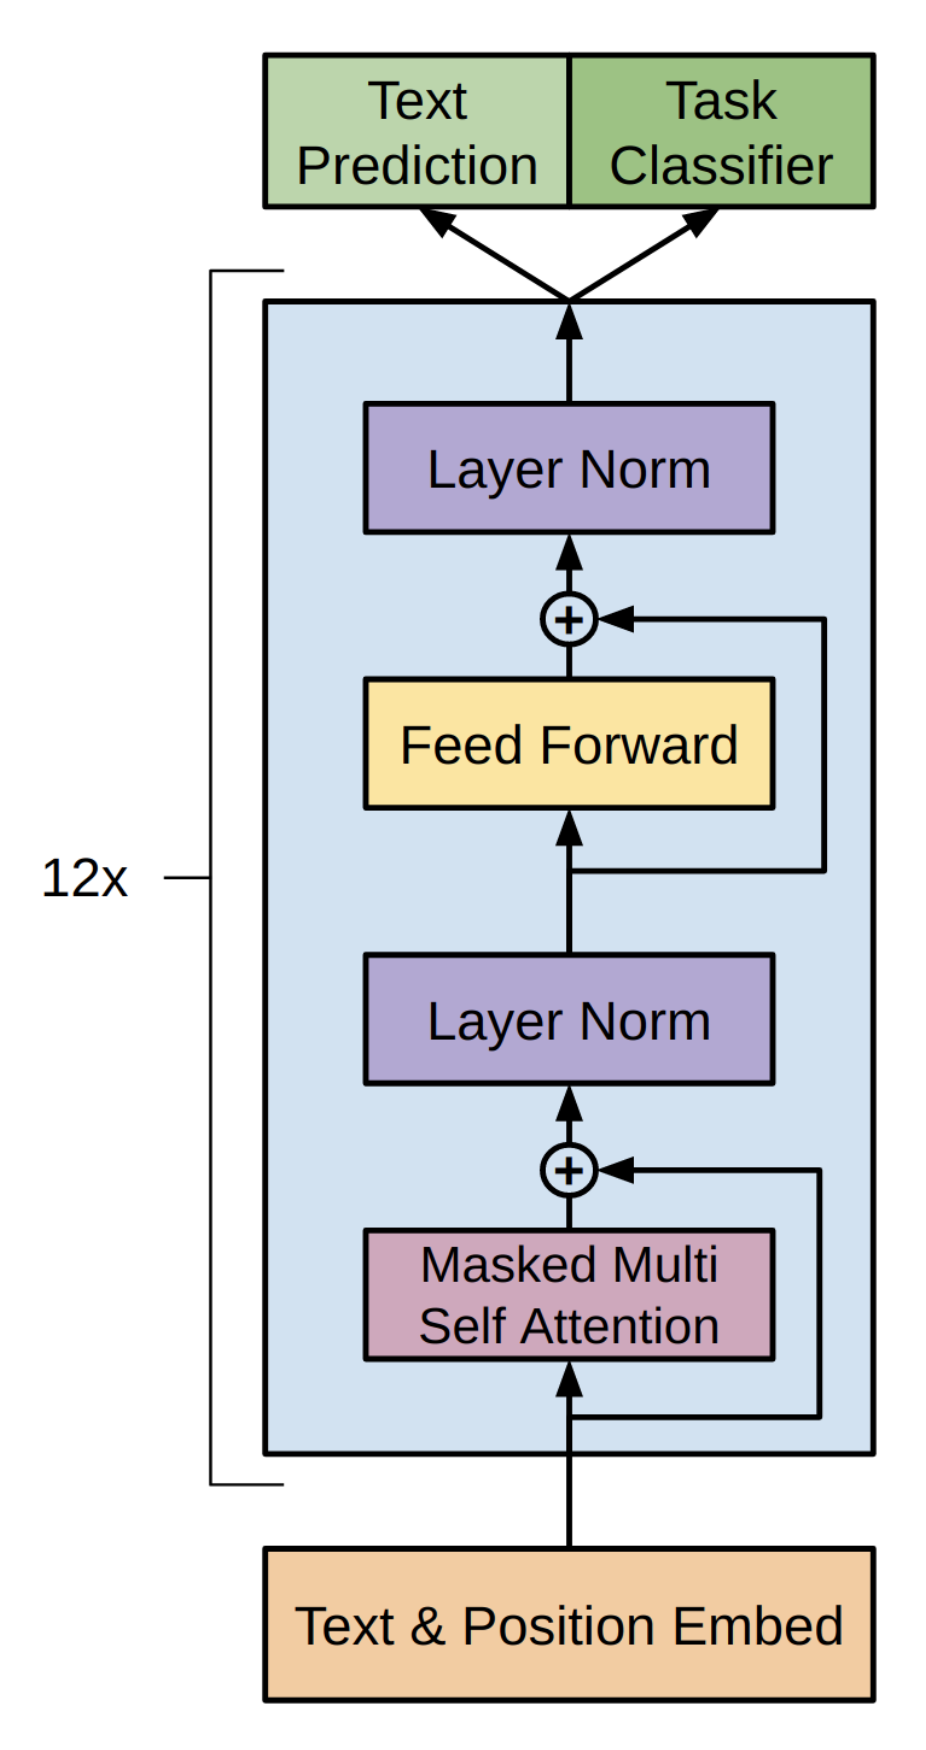 Text
Prediction
Task
Classifier
Layer Norm
+
Feed Forward
12x
Layer Norm
+
Masked Multi
Self Attention
Text & Position Embed